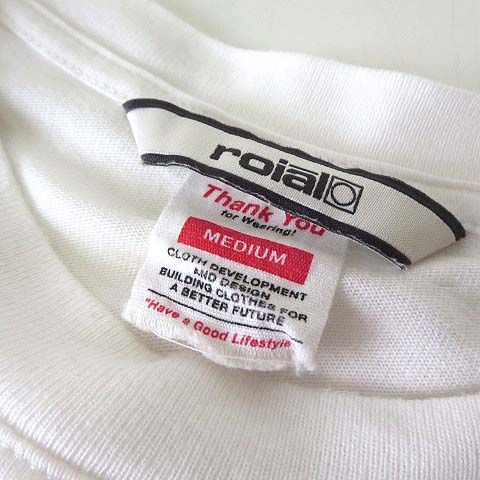 roial
Thank You
for Wearing!
MEDIUM
CLOTH DEVELOPMENT
AND DESIGN
BUILDING CLOTHES FOR
A BETTER FUTURE
"Have a Good Lifestyle"